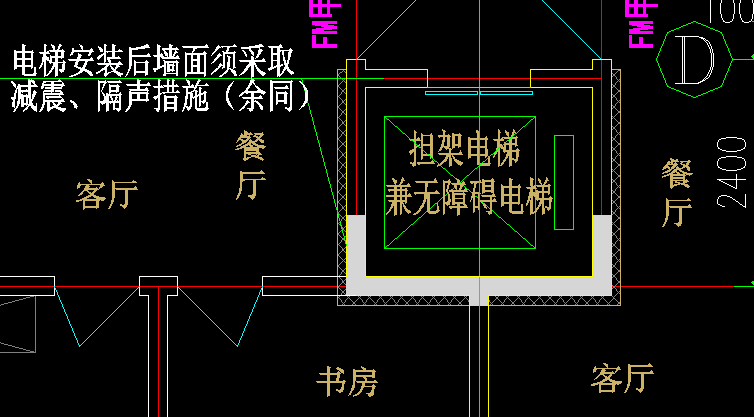 FM甲
FM甲
100
D
电梯安装后墙面须采取
减震、隔声措施（余同）
餐
厅
客厅
担架电梯
兼无障碍电梯
餐
厅
2400
书房
客厅